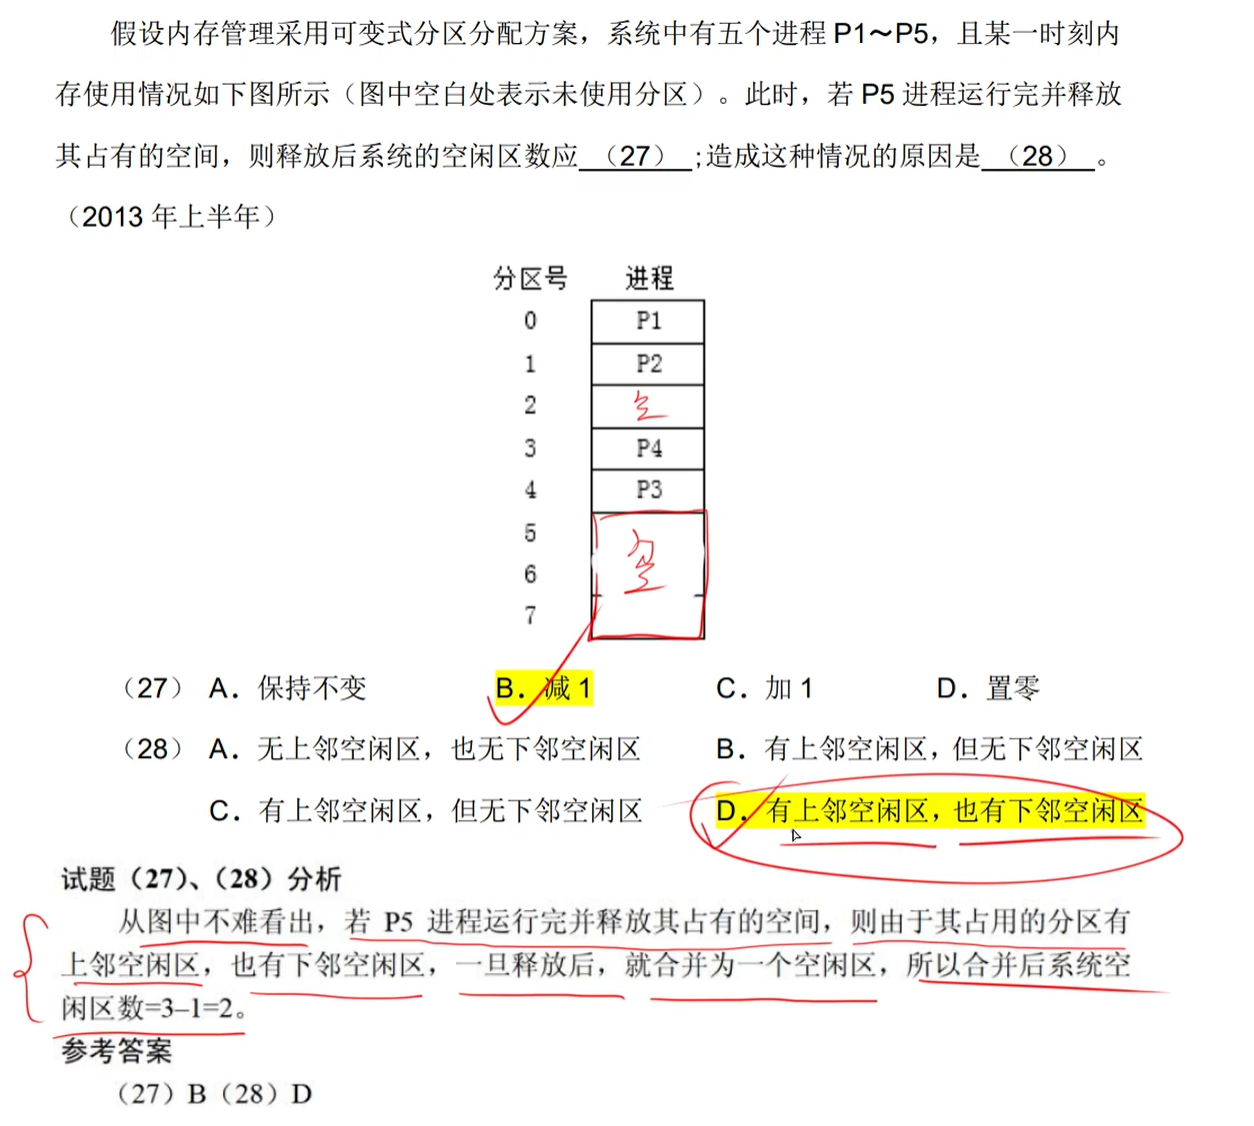 假设内存管理采用可变式分区分配方案，系统中有五个进程 P1～P5，且某一时刻内
存使用情况如下图所示（图中空白处表示未使用分区）。此时，若 P5 进程运行完并释放
其占有的空间，则释放后系统的空闲区数应（27）;造成这种情况的原因是（28）。
（2013 年上半年）
分区号 进程
0 P1
1 P2
2 空
3 P4
4 P3
5
6 空
7
（27） A．保持不变 B．减 1 C．加 1 D．置零
（28） A．无上邻空闲区，也无下邻空闲区 B．有上邻空闲区，但无下邻空闲区
C．有上邻空闲区，但无下邻空闲区 D．有上邻空闲区，也有下邻空闲区
试题（27）、（28）分析
从图中不难看出，若 P5 进程运行完并释放其占有的空间，则由于其占用的分区有
上邻空闲区，也有下邻空闲区，一旦释放后，就合并为一个空闲区，所以合并后系统空
闲区数=3–1=2。
参考答案
（27）B（28）D